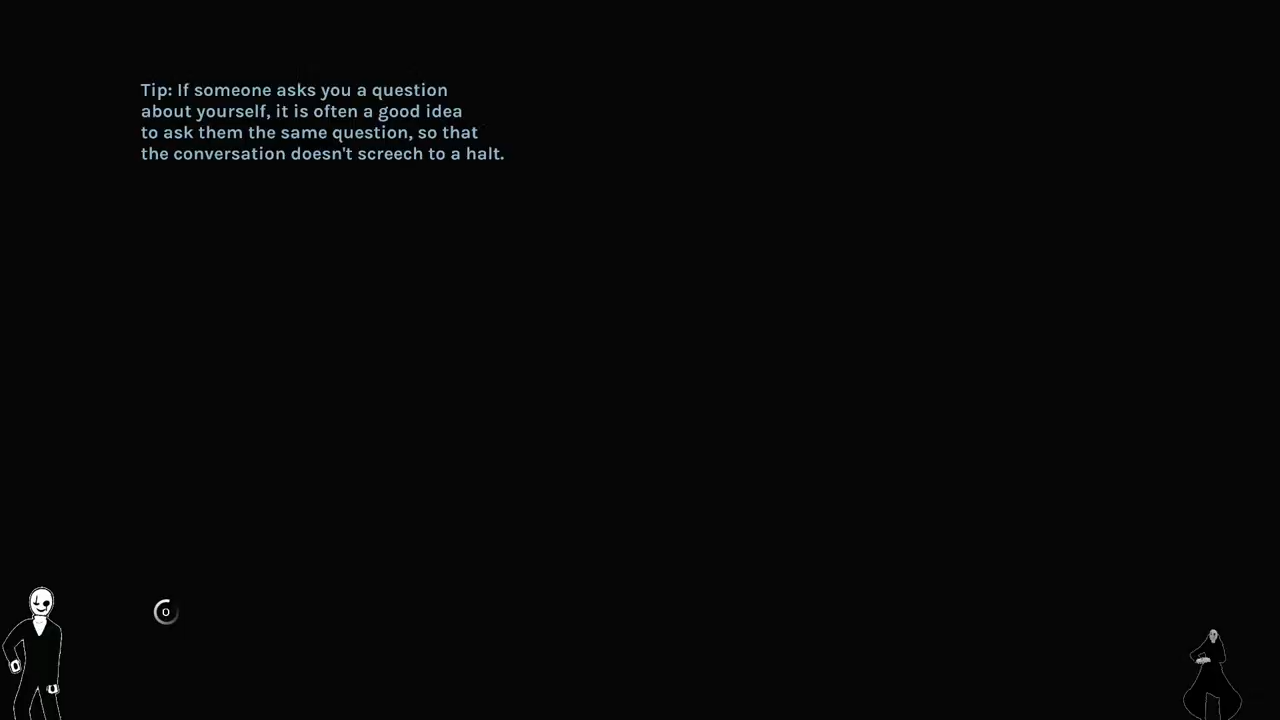 Tip: If someone asks you a question
about yourself, it is often a good idea
to ask them the same question, so that
the conversation doesn't screech to a halt.
0